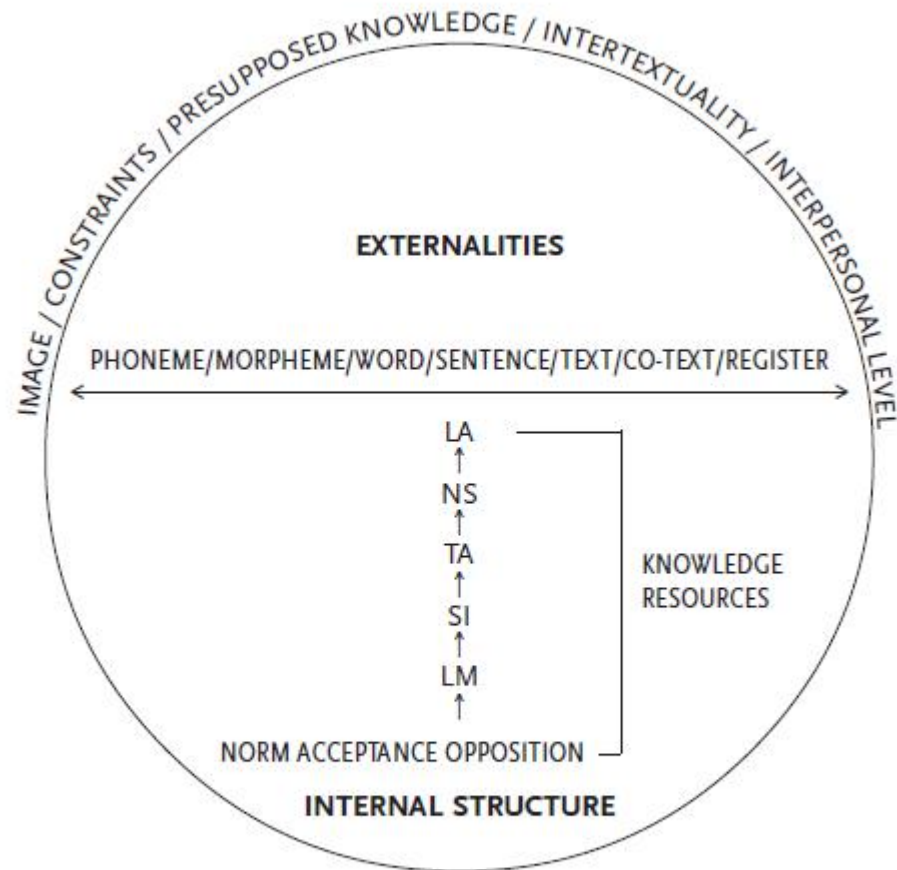 IMAGE / CONSTRAINTS / PRESUPPOSED KNOWLEDGE / INTERTEXTUALITY / INTERPERSONAL LEVEL
EXTERNALITIES
PHONEME/MORPHEME/WORD/SENTENCE/TEXT/CO-TEXT/REGISTER
LA
NS
TA
SI
LM
KNOWLEDGE
RESOURCES
NORM ACCEPTANCE OPPOSITION
INTERNAL STRUCTURE